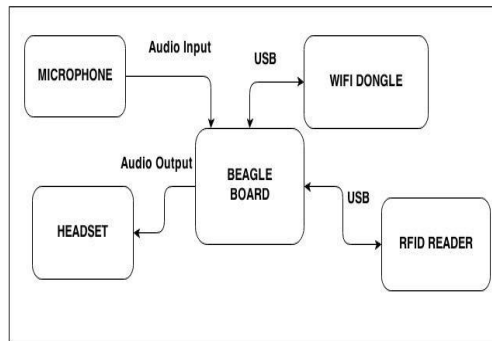 Audio Input
USB
MICROPHONE
WIFI DONGLE
Audio Output
BEAGLE
BOARD
USB
HEADSET
RFID READER